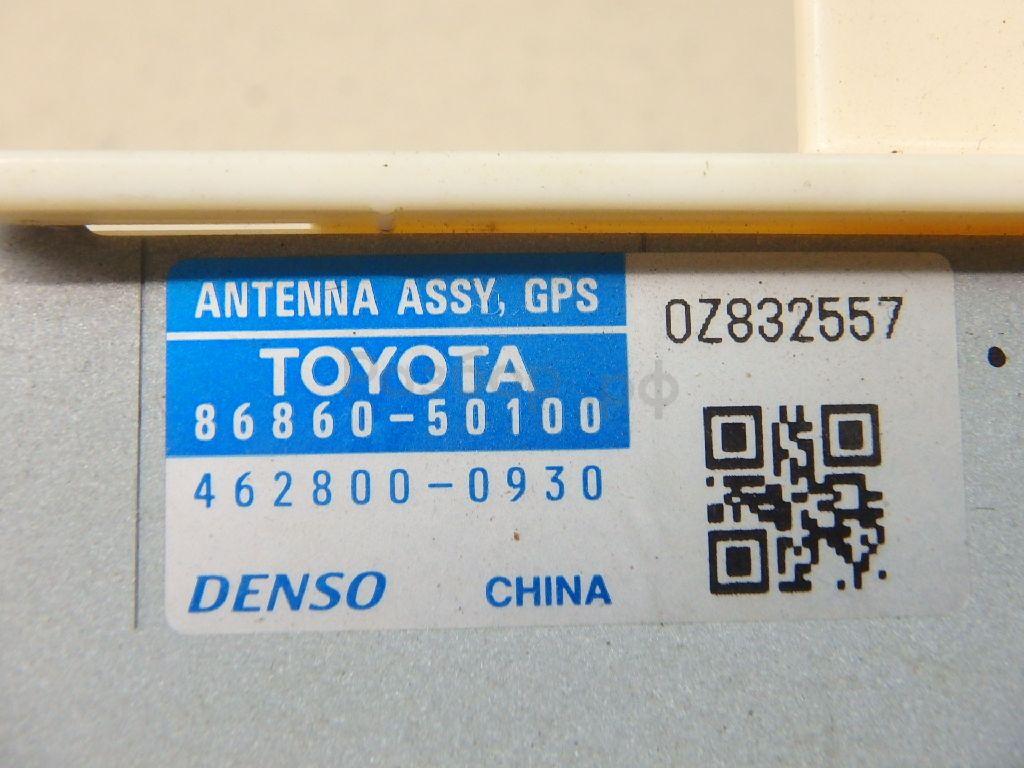 ANTENNA ASSY, GPS
TOYOTA
86860-50100
462800-0930
DENSO CHINA
0Z832557